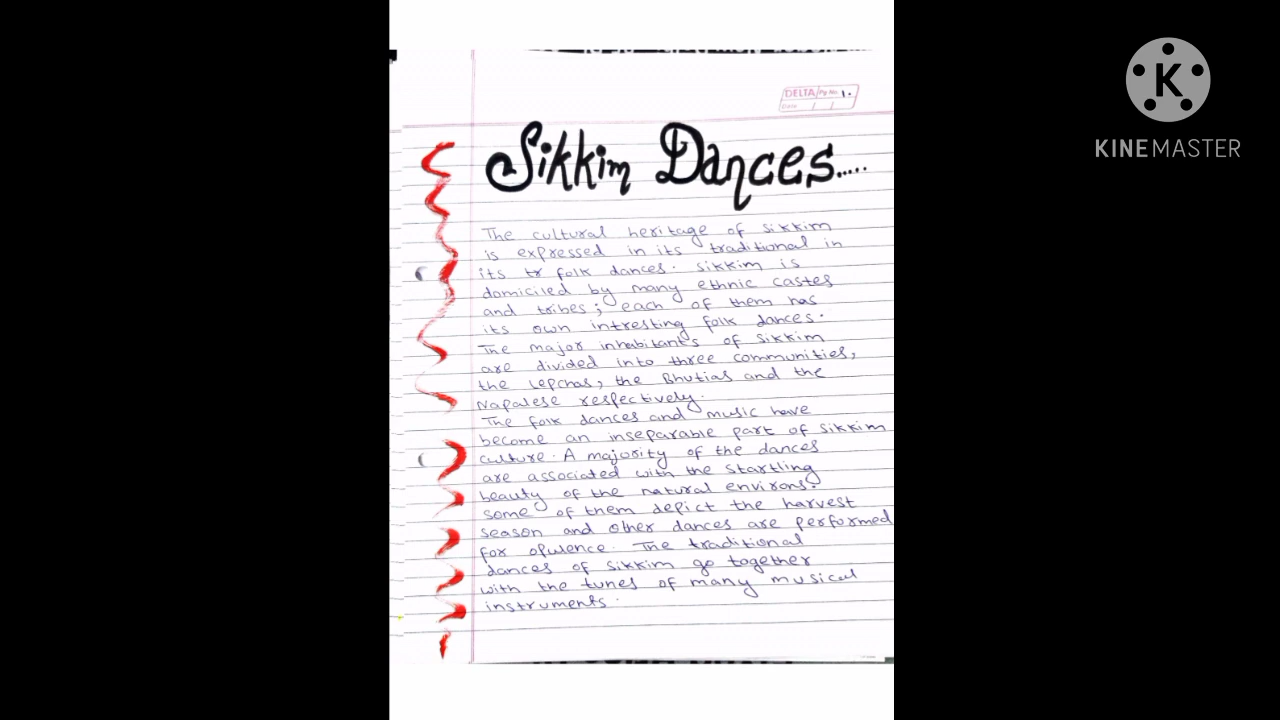 DELTA Pg No. 1.
Date / /
Sikkim Dances.....
The cultural heritage of sikkim
is expressed in its traditional in
its tr folk dances. sikkim is
domiciled by many ethnic castes
and tribes; each of them has
its own intresting folk dances.
The major inhabitants of sikkim
are divided into three communities,
the Lepchas, the Bhutias and the
Napalese respectively.
The folk dances and music have
become an inseparable part of sikkim
culture. A majority of the dances
are associated with the startling
beauty of the natural environs.
some of them depict the harvest
season and other dances are performed
for opulence. The traditional
dances of sikkim go together
with the tunes of many musical
instruments.
K
KINEMASTER